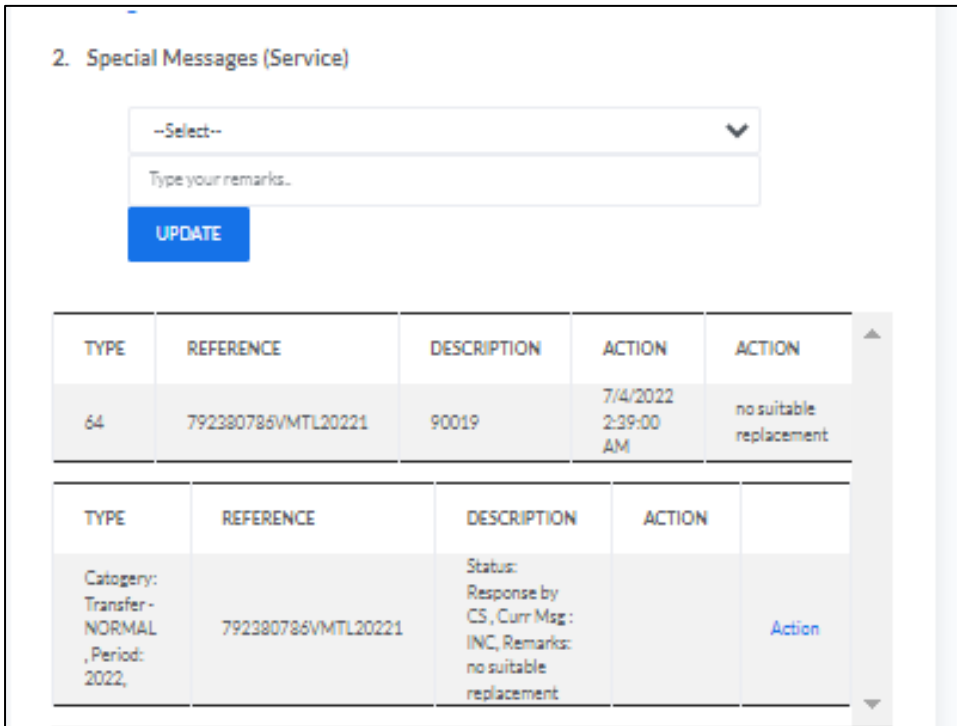 2. Special Messages (Service)
--Select--
Type your remarks..
UPDATE
TYPE REFERENCE DESCRIPTION ACTION ACTION
64 792380786VMTL20221 90019 7/4/2022 2:39:00 AM no suitable replacement
TYPE REFERENCE DESCRIPTION ACTION
Catogery: Transfer - NORMAL , Period: 2022, 792380786VMTL20221 Status: Response by CS , Curr Msg : INC, Remarks: no suitable replacement Action